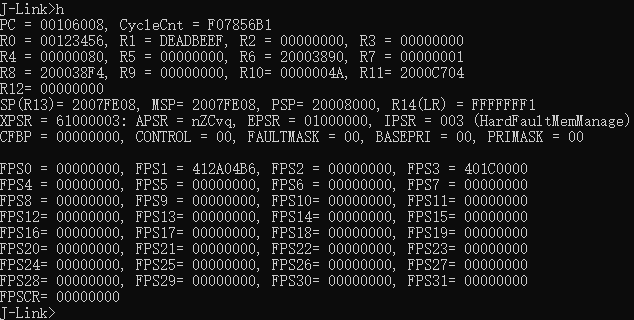 J-Link>h
PC = 00106008, CycleCnt = F07856B1
R0 = 00123456, R1 = DEADBEEF, R2 = 00000000, R3 = 00000000
R4 = 00000080, R5 = 00000000, R6 = 20003890, R7 = 00000001
R8 = 200038F4, R9 = 00000000, R10= 0000004A, R11= 2000C704
R12= 00000000
SP(R13)= 2007FE08, MSP= 2007FE08, PSP= 20008000, R14(LR) = FFFFFFF1
XPSR = 61000003: APSR = nZCvq, EPSR = 01000000, IPSR = 003 (HardFaultMemManage)
CFBP = 00000000, CONTROL = 00, FAULTMASK = 00, BASEPRI = 00, PRIMASK = 00
FPS0 = 00000000, FPS1 = 412A04B6, FPS2 = 00000000, FPS3 = 401C0000
FPS4 = 00000000, FPS5 = 00000000, FPS6 = 00000000, FPS7 = 00000000
FPS8 = 00000000, FPS9 = 00000000, FPS10= 00000000, FPS11= 00000000
FPS12= 00000000, FPS13= 00000000, FPS14= 00000000, FPS15= 00000000
FPS16= 00000000, FPS17= 00000000, FPS18= 00000000, FPS19= 00000000
FPS20= 00000000, FPS21= 00000000, FPS22= 00000000, FPS23= 00000000
FPS24= 00000000, FPS25= 00000000, FPS26= 00000000, FPS27= 00000000
FPS28= 00000000, FPS29= 00000000, FPS30= 00000000, FPS31= 00000000
FPSCR= 00000000
J-Link>